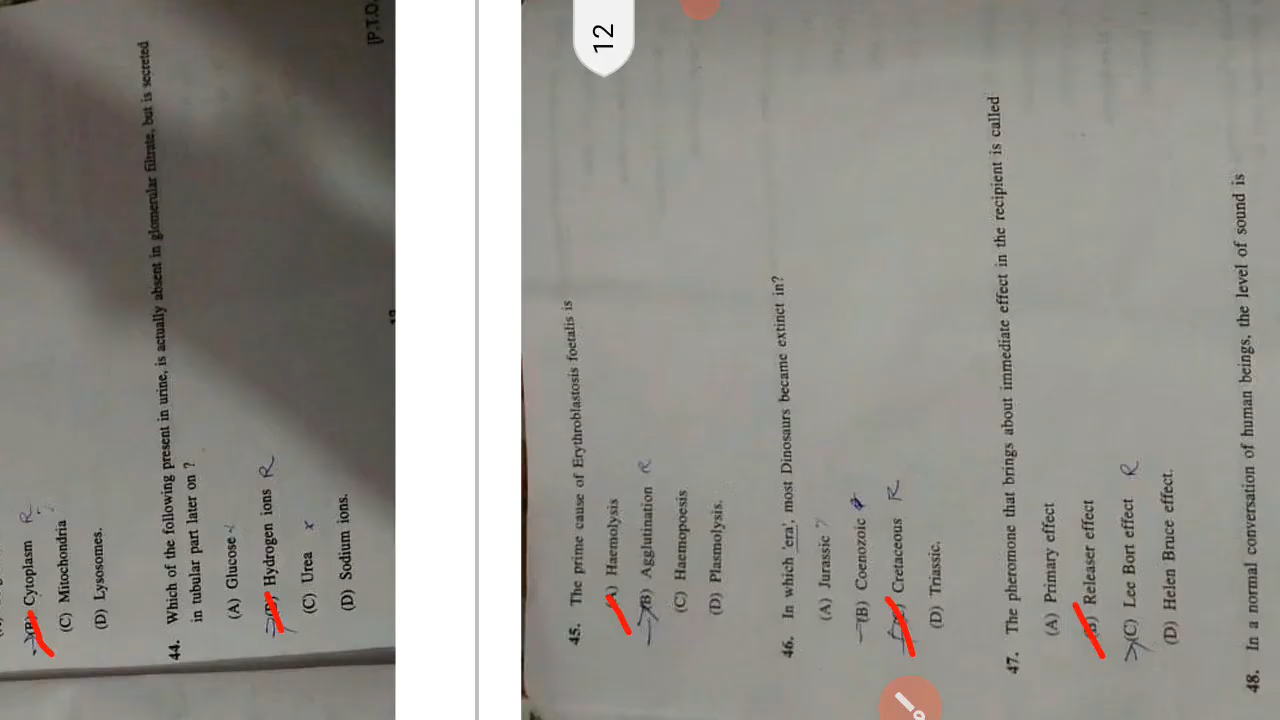 (B) Cytoplasm R
(C) Mitochondria
(D) Lysosomes.
44. Which of the following present in urine, is actually absent in glomerular filtrate, but is secreted
in tubular part later on ?
(A) Glucose
Hydrogen ions R
(C) Urea x
(D) Sodium ions.
[P.T.O.
12
45. The prime cause of Erythroblastosis foetalis is
(A) Haemolysis
(B) Agglutination R
(C) Haemopoesis
(D) Plasmolysis.
46. In which 'era', most Dinosaurs became extinct in?
(A) Jurassic ?
(B) Coenozoic
Cretaceous R
(D) Triassic.
47. The pheromone that brings about immediate effect in the recipient is called
(A) Primary effect
(B) Releaser effect
(C) Lee Bort effect R
(D) Helen Bruce effect.
48. In a normal conversation of human beings, the level of sound is